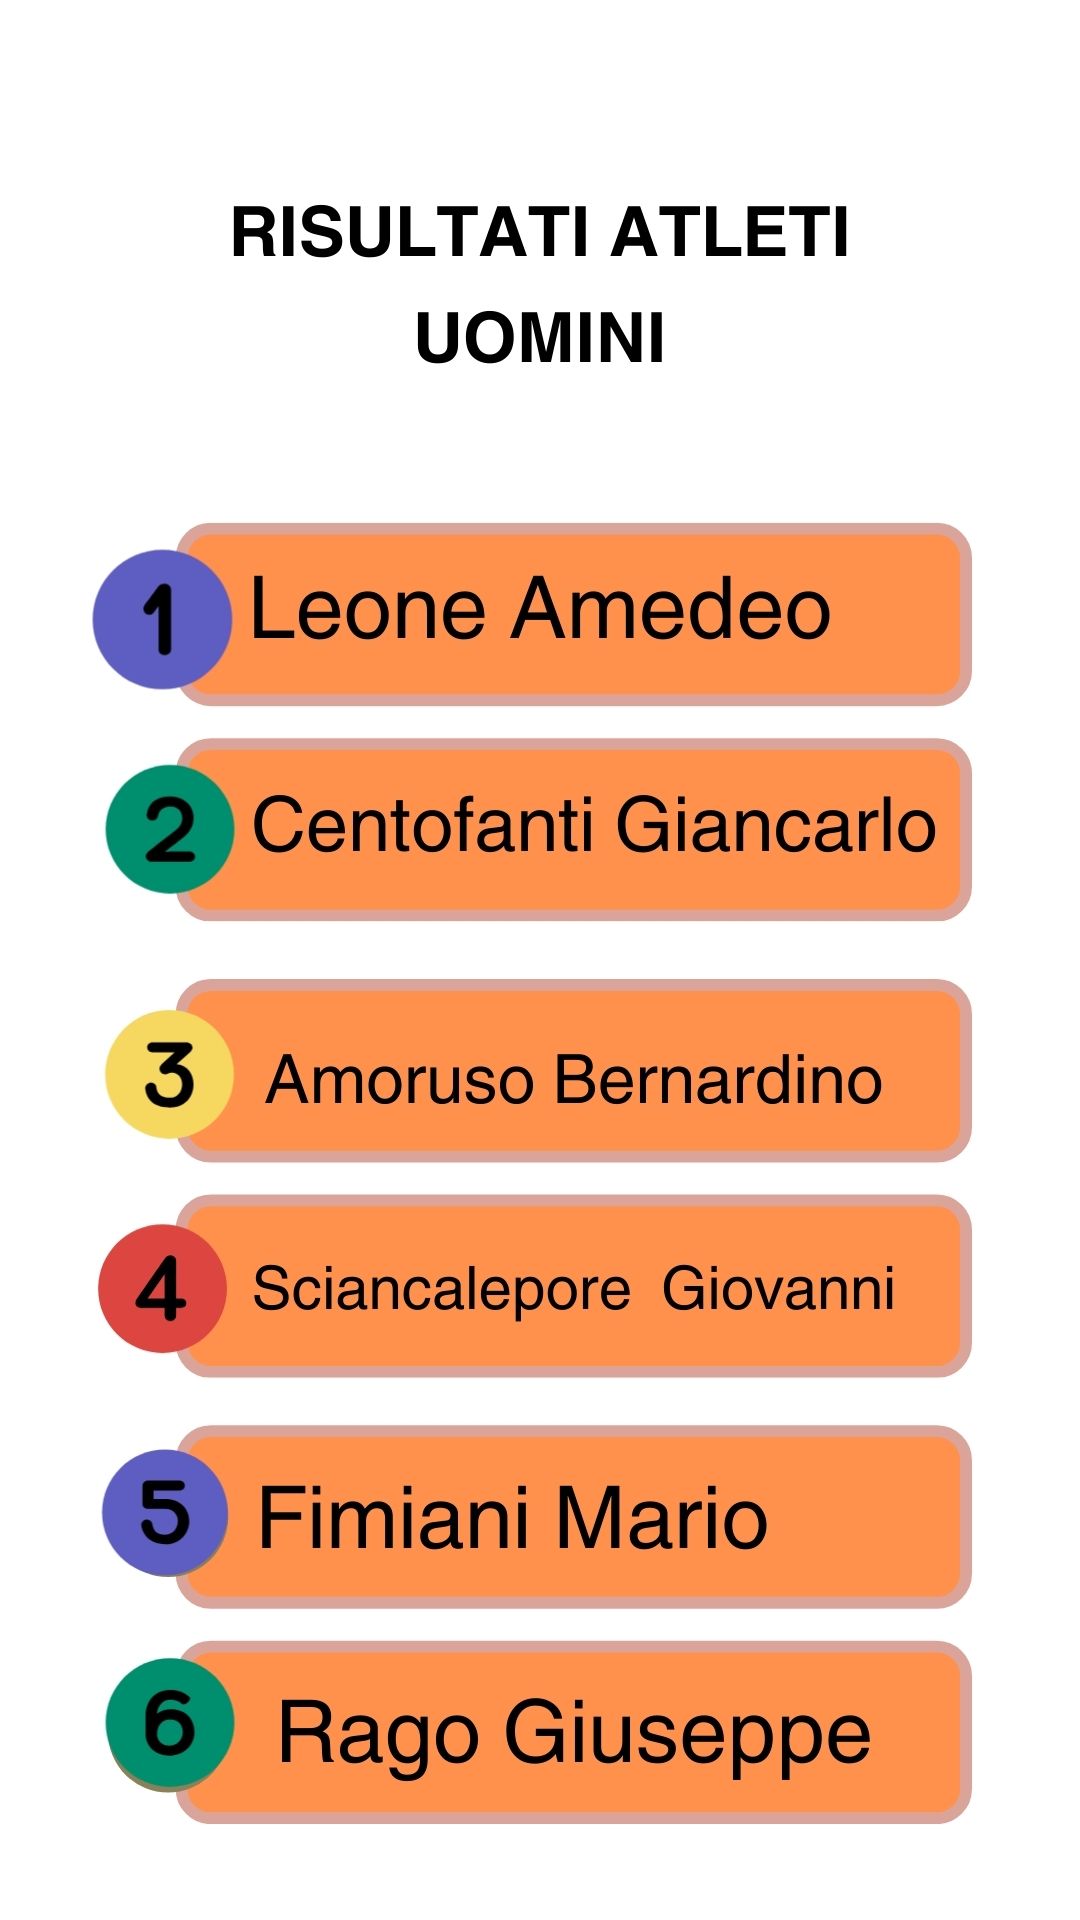 RISULTATI ATLETI
UOMINI
1 Leone Amedeo
2 Centofanti Giancarlo
3 Amoruso Bernardino
4 Sciancalepore  Giovanni
5 Fimiani Mario
6 Rago Giuseppe